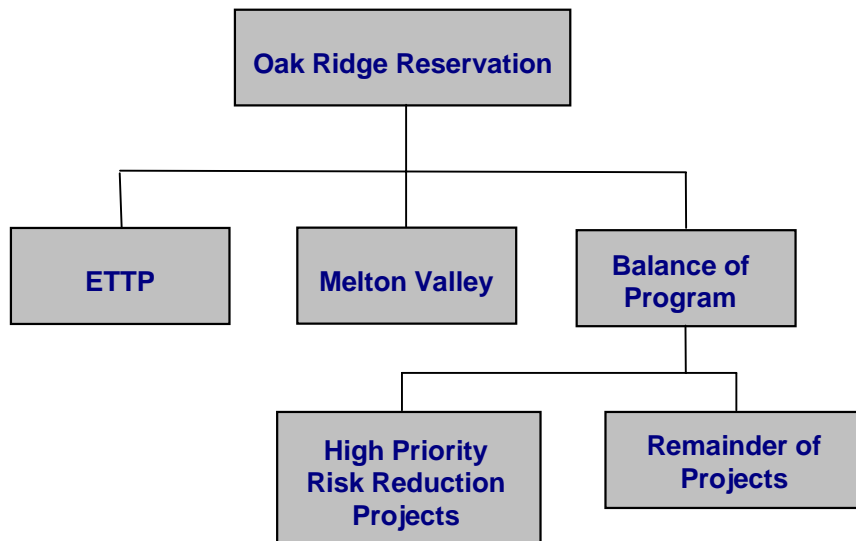 Oak Ridge Reservation
ETTP
Melton Valley
Balance of
Program
High Priority
Risk Reduction
Projects
Remainder of
Projects